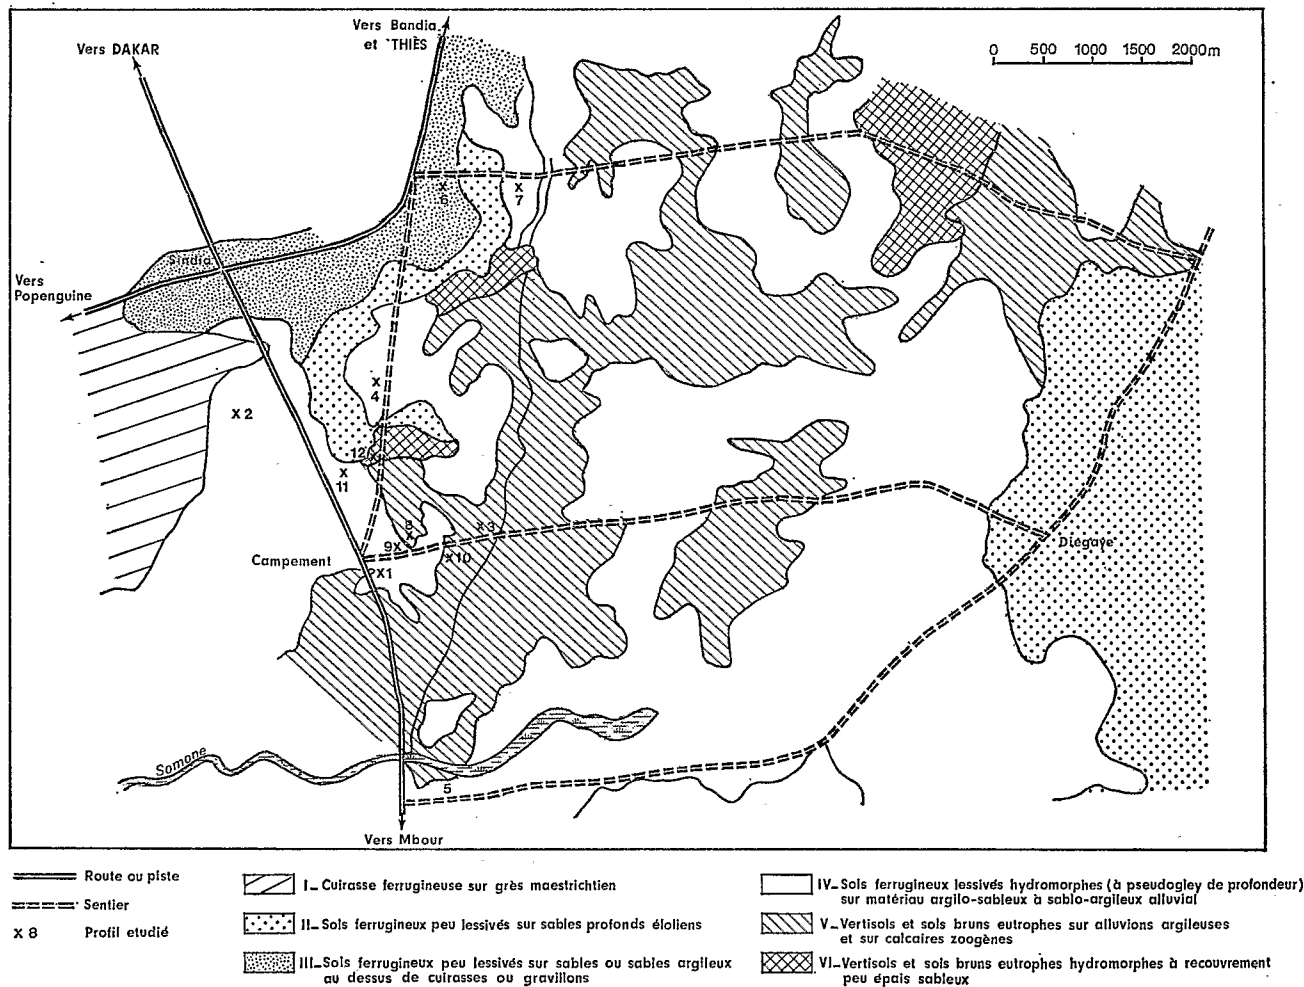 Vers Bandia
et THIÈS
Vers DAKAR
0 500 1000 1500 2000m
x 6
x 7
Sindia
Vers
Popenguine
x 4
x 2
12 x
x 11
8 x
x 3
9x
x10
Campement
x1
Diégaye
Somone
5
Vers Mbour
Route ou piste
Sentier
x 8 Profil etudié
I_ Cuirasse ferrugineuse sur grès maestrichtien
II_ Sols ferrugineux peu lessivés sur sables profonds éloliens
III_ Sols ferrugineux peu lessivés sur sables ou sables argileux
au dessus de cuirasses ou gravillons
IV_ Sols ferrugineux lessivés hydromorphes (à pseudogley de profondeur)
sur matériau argilo-sableux à sablo-argileux alluvial
V_ Vertisols et sols bruns eutrophes sur alluvions argileuses
et sur calcaires zoogènes
VI_ Vertisols et sols bruns eutrophes hydromorphes à recouvrement
peu épais sableux